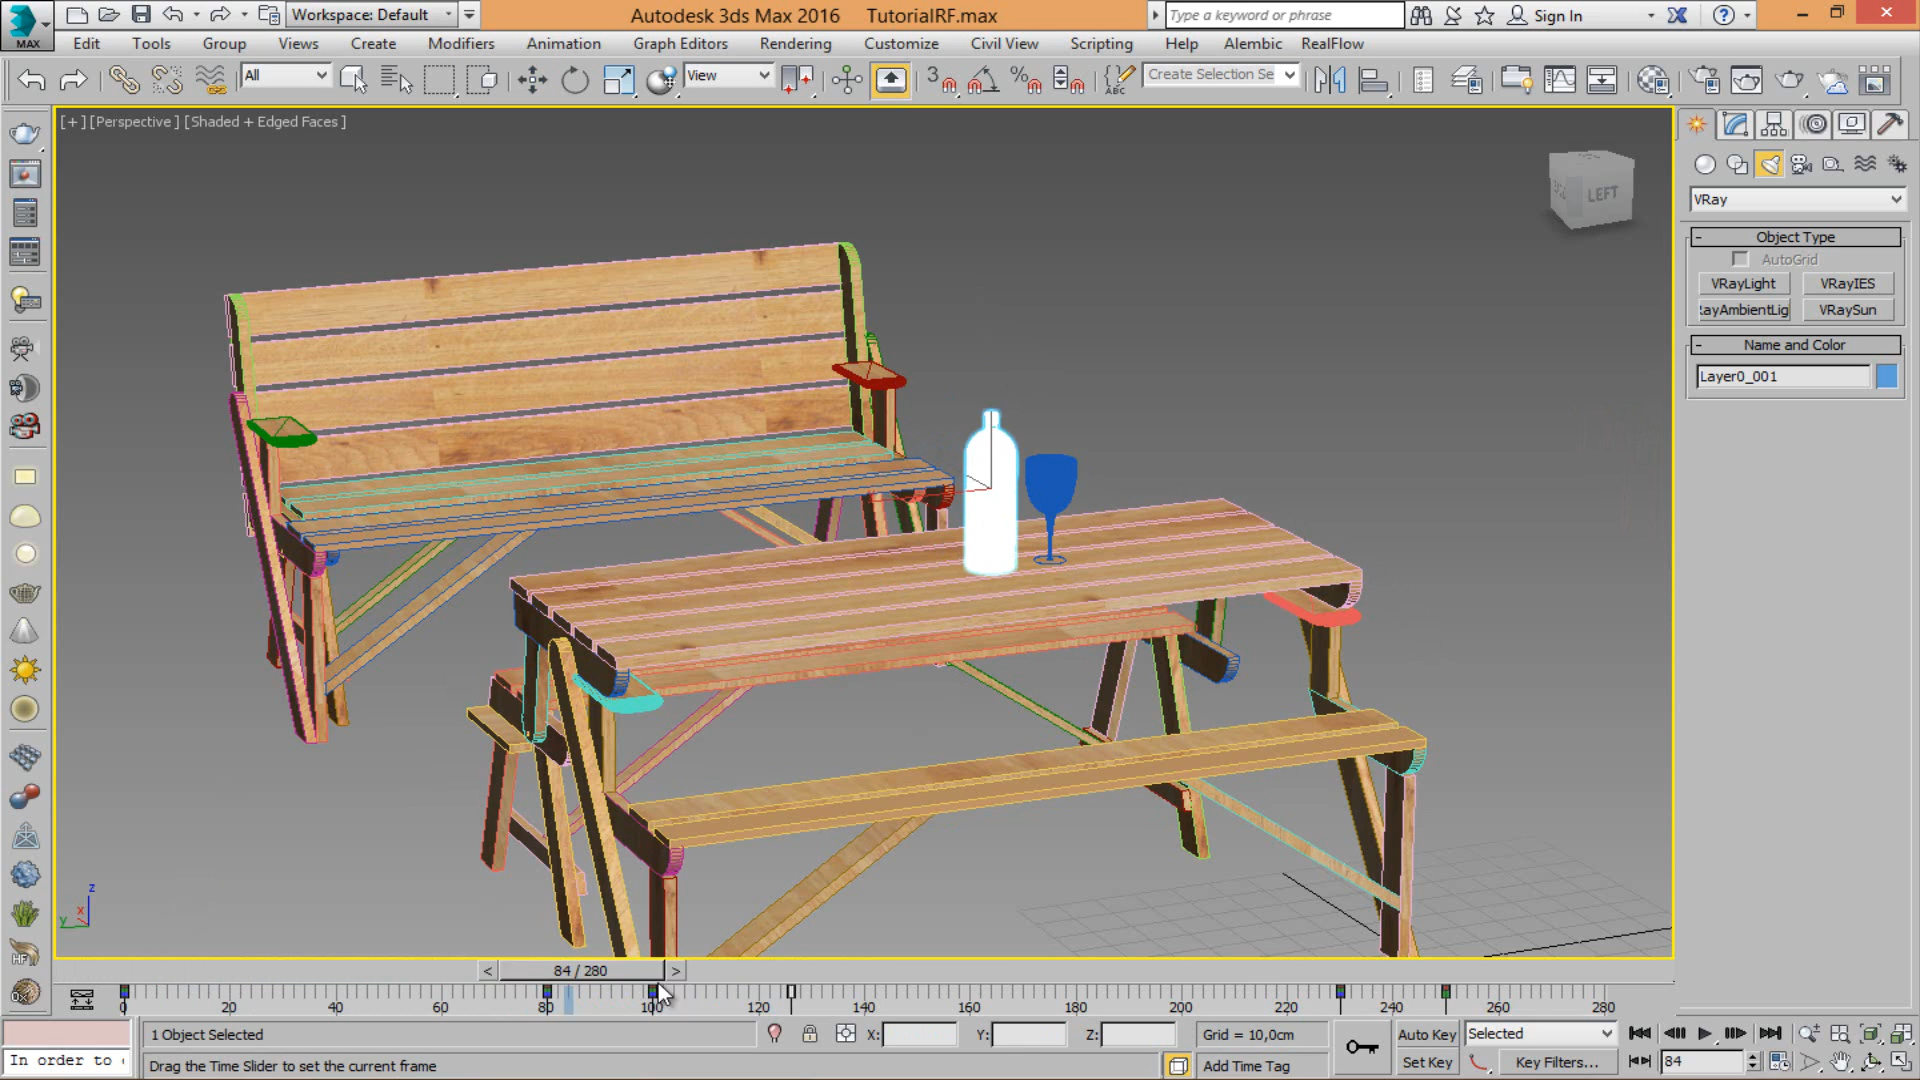 MAX
Workspace: Default
Autodesk 3ds Max 2016 TutorialRF.max
Type a keyword or phrase
Sign In
Edit Tools Group Views Create Modifiers Animation Graph Editors Rendering Customize Civil View Scripting Help Alembic RealFlow
All
View
3
%
ABC
Create Selection Se
[+] [Perspective] [Shaded + Edged Faces]
LEFT
VRay
- Object Type
AutoGrid
VRayLight VRayIES
ayAmbientLig VRaySun
- Name and Color
Layer0_001
HF
z
x
y
< 84 / 280 >
0 20 40 60 80 100 120 140 160 180 200 220 240 260 280
1 Object Selected
X: Y: Z:
Grid = 10,0cm
Auto Key
Selected
In order to
Drag the Time Slider to set the current frame
Add Time Tag
Set Key
Key Filters...
84